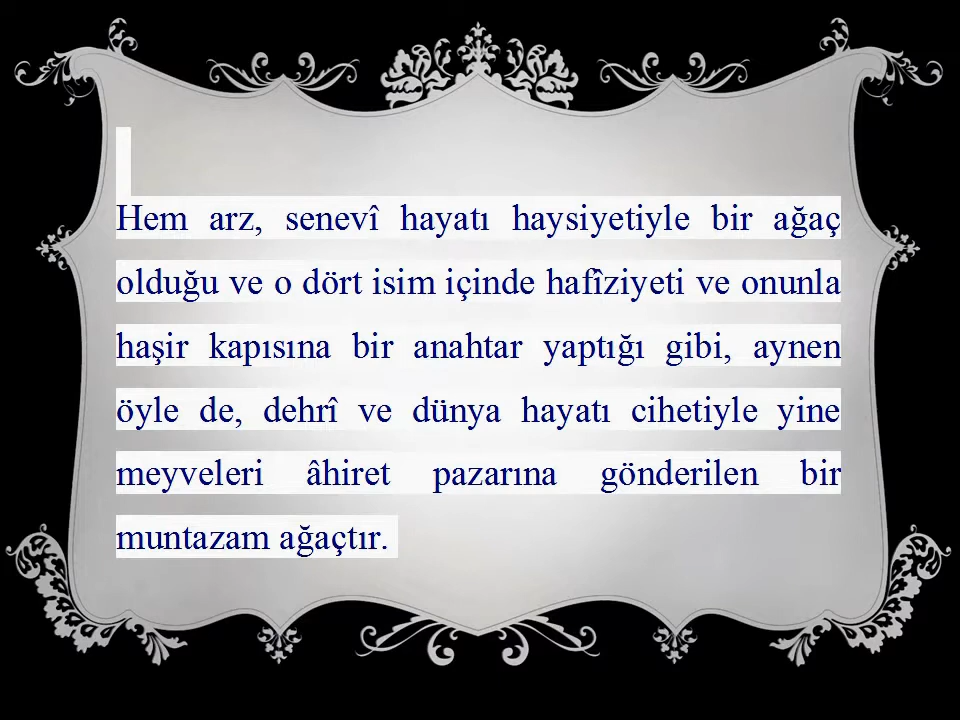 Hem arz, senevî hayatı haysiyetiyle bir ağaç
olduğu ve o dört isim içinde hafîziyeti ve onunla
haşir kapısına bir anahtar yaptığı gibi, aynen
öyle de, dehrî ve dünya hayatı cihetiyle yine
meyveleri âhiret pazarına gönderilen bir
muntazam ağaçtır.